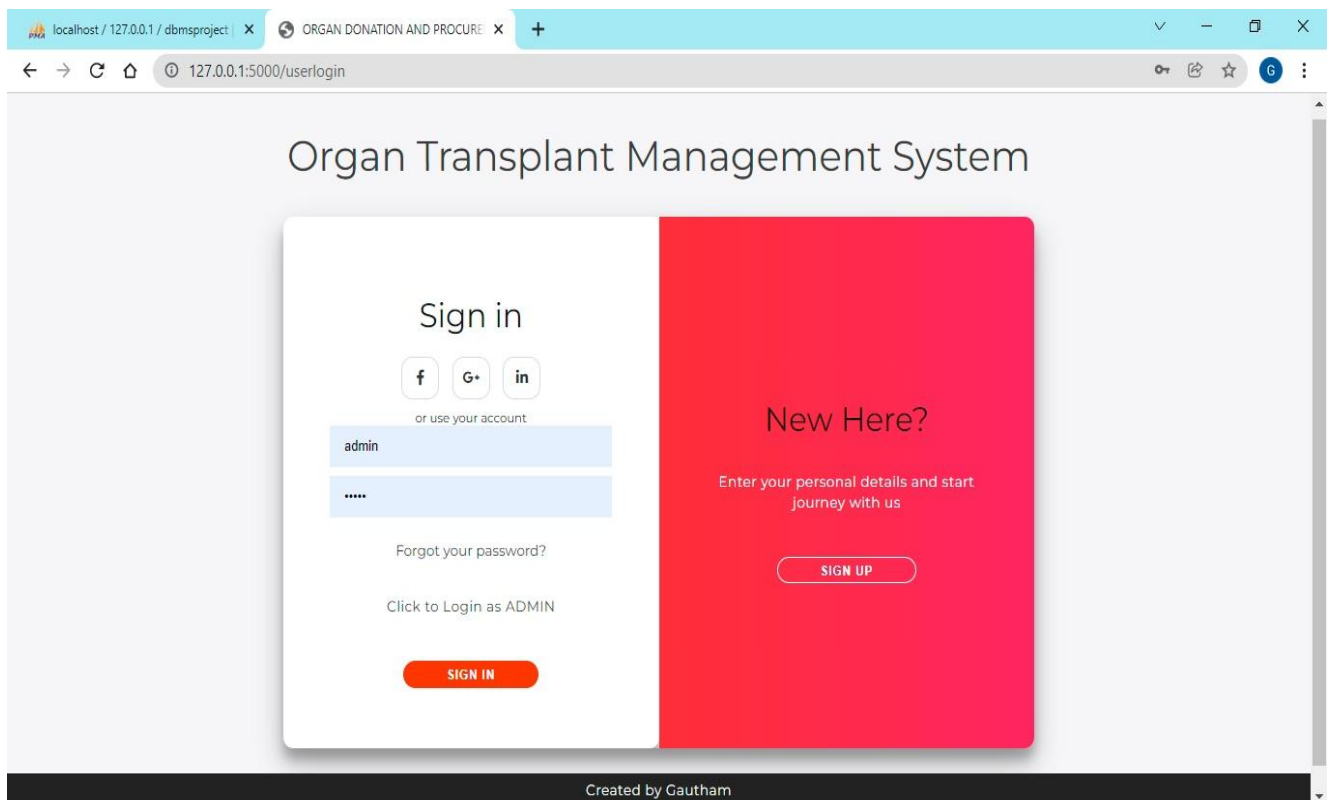 localhost / 127.0.0.1 / dbmsproject |
ORGAN DONATION AND PROCURE
127.0.0.1:5000/userlogin
G
Organ Transplant Management System
Sign in
f G+ in
or use your account
admin
•••••
Forgot your password?
Click to Login as ADMIN
SIGN IN
New Here?
Enter your personal details and start
journey with us
SIGN UP
Created by Gautham